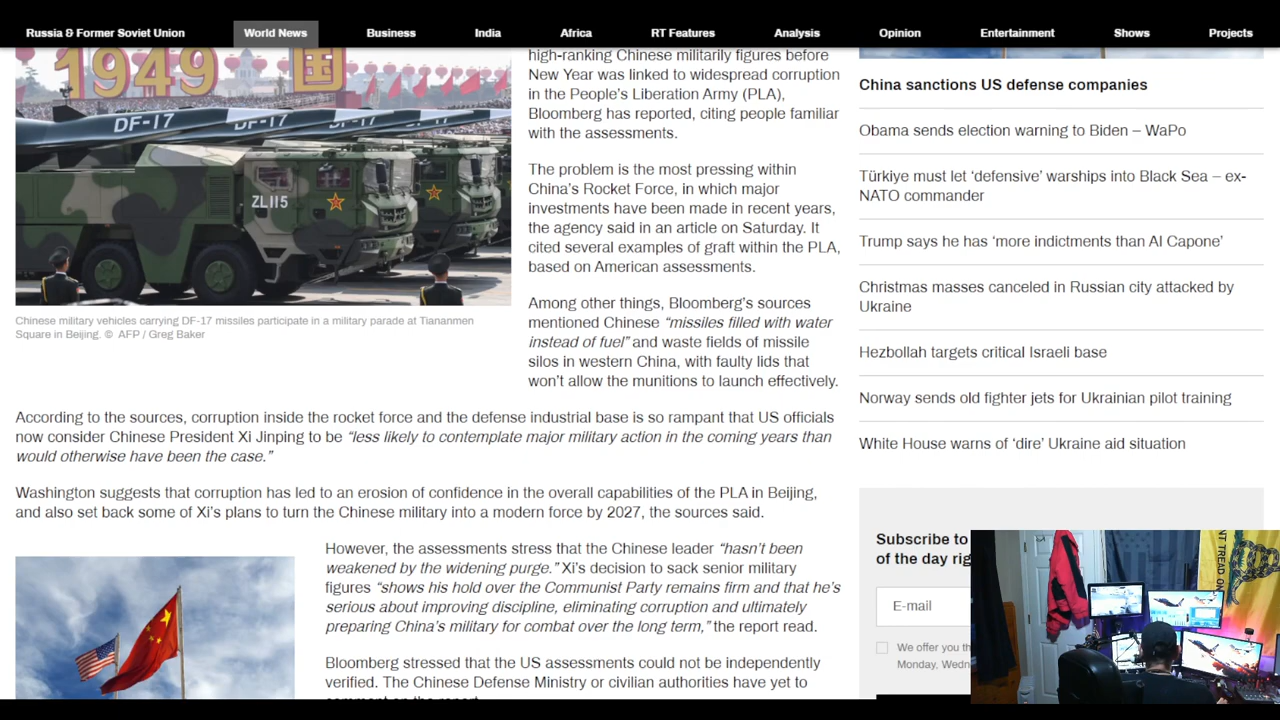 Russia & Former Soviet Union
World News
Business
India
Africa
RT Features
Analysis
Opinion
Entertainment
Shows
Projects
1949
国
DF-17
DF-17
DF-17
ZL115
Chinese military vehicles carrying DF-17 missiles participate in a military parade at Tiananmen
Square in Beijing. © AFP / Greg Baker
high-ranking Chinese militarily figures before
New Year was linked to widespread corruption
in the People's Liberation Army (PLA),
Bloomberg has reported, citing people familiar
with the assessments.
The problem is the most pressing within
China's Rocket Force, in which major
investments have been made in recent years,
the agency said in an article on Saturday. It
cited several examples of graft within the PLA,
based on American assessments.
Among other things, Bloomberg's sources
mentioned Chinese “missiles filled with water
instead of fuel” and waste fields of missile
silos in western China, with faulty lids that
won't allow the munitions to launch effectively.
According to the sources, corruption inside the rocket force and the defense industrial base is so rampant that US officials
now consider Chinese President Xi Jinping to be “less likely to contemplate major military action in the coming years than
would otherwise have been the case.”
Washington suggests that corruption has led to an erosion of confidence in the overall capabilities of the PLA in Beijing,
and also set back some of Xi's plans to turn the Chinese military into a modern force by 2027, the sources said.
However, the assessments stress that the Chinese leader “hasn't been
weakened by the widening purge.” Xi's decision to sack senior military
figures “shows his hold over the Communist Party remains firm and that he's
serious about improving discipline, eliminating corruption and ultimately
preparing China's military for combat over the long term,” the report read.
Bloomberg stressed that the US assessments could not be independently
verified. The Chinese Defense Ministry or civilian authorities have yet to
comment on the report.
China sanctions US defense companies
Obama sends election warning to Biden – WaPo
Türkiye must let ‘defensive’ warships into Black Sea – ex-
NATO commander
Trump says he has ‘more indictments than Al Capone’
Christmas masses canceled in Russian city attacked by
Ukraine
Hezbollah targets critical Israeli base
Norway sends old fighter jets for Ukrainian pilot training
White House warns of ‘dire’ Ukraine aid situation
Subscribe to
of the day
E-mail
We offer you
Monday,
TREAD ON